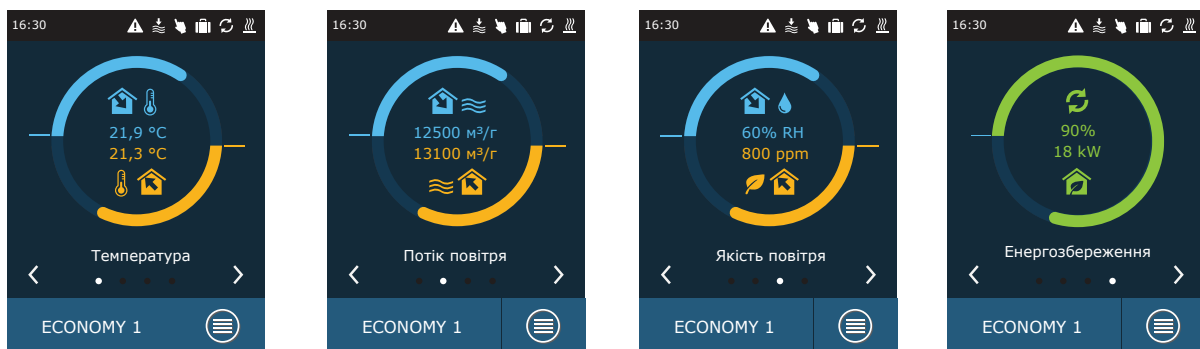 16:30
21,9 °C
21,3 °C
Температура
ECONOMY 1
16:30
12500 м³/г
13100 м³/г
Потік повітря
ECONOMY 1
16:30
60% RH
800 ppm
Якість повітря
ECONOMY 1
16:30
90%
18 kW
Енергозбереження
ECONOMY 1